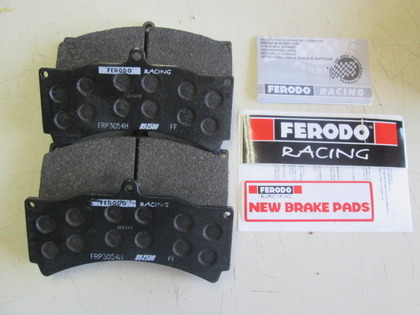 FERODO RACING
FRP3054H DS2500 FF
FERODO RACING
FRP3054H DS2500 FF
FERODO RACING
FERODO
RACING
FERODO
RACING
NEW BRAKE PADS